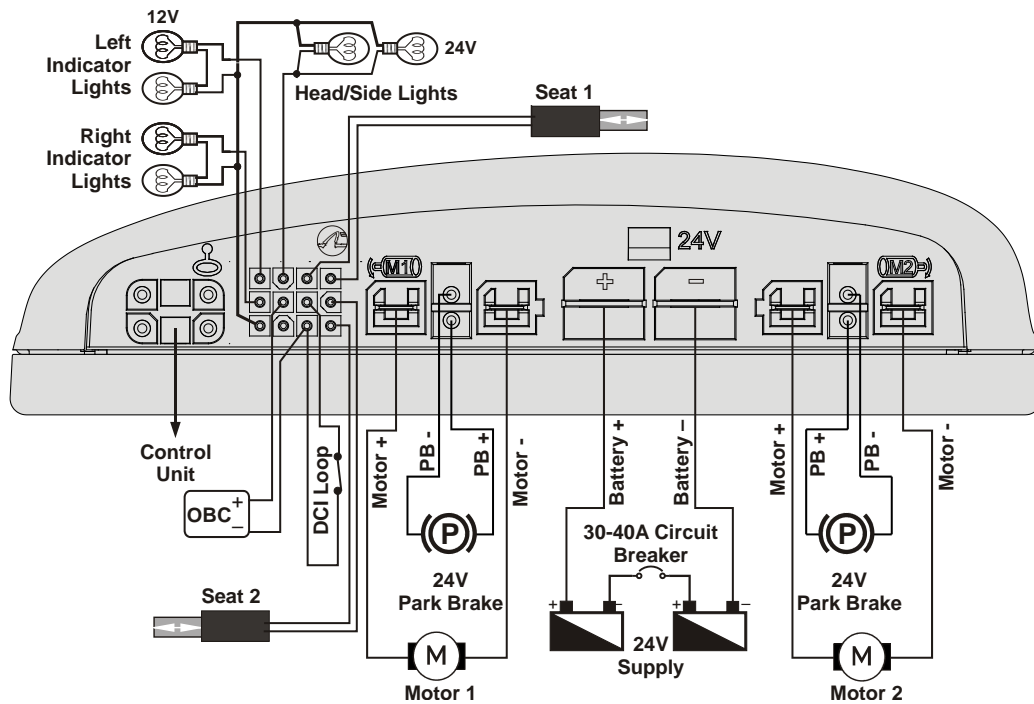 12V
Left
Indicator
Lights
24V
Head/Side Lights
Seat 1
Right
Indicator
Lights
M1
+
−
24V
M2
Control
Unit
OBC
+
−
DCI Loop
Motor +
PB -
PB +
Motor -
Battery +
Battery –
Motor +
PB +
PB -
Motor -
P
24V
Park Brake
30-40A Circuit
Breaker
P
24V
Park Brake
Seat 2
+
−
+
−
24V
Supply
M
Motor 1
M
Motor 2